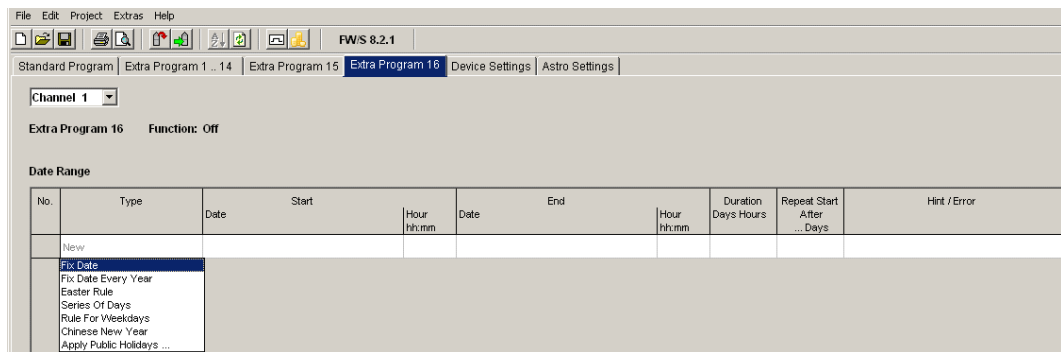 File Edit Project Extras Help
FW/S 8.2.1
Standard Program Extra Program 1 .. 14 Extra Program 15 Extra Program 16 Device Settings Astro Settings
Channel 1
Extra Program 16 Function: Off
Date Range
No. Type Start End Duration Repeat Start Hint / Error
Date Hour Date Hour Days Hours After
hh:mm hh:mm ... Days
New
Fix Date
Fix Date Every Year
Easter Rule
Series Of Days
Rule For Weekdays
Chinese New Year
Apply Public Holidays ...